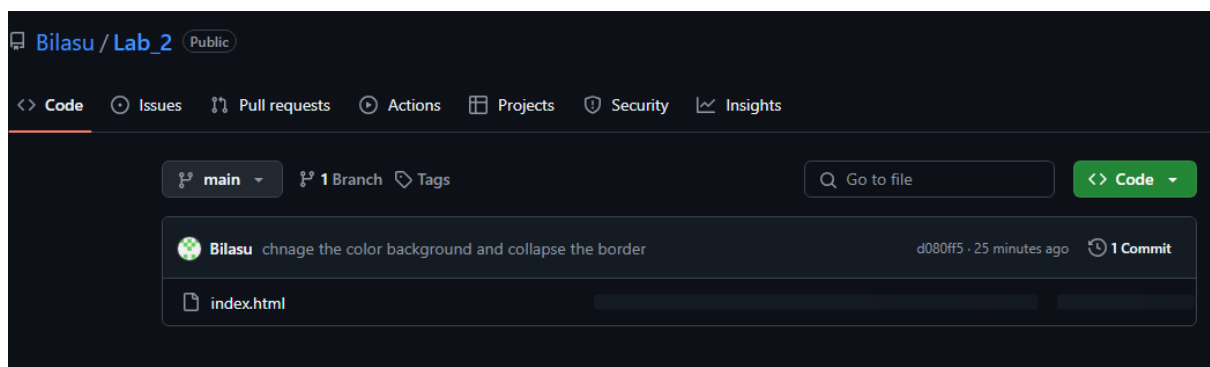 Bilasu / Lab_2 Public
<> Code Issues Pull requests Actions Projects Security Insights
main 1 Branch Tags Go to file <> Code
Bilasu chnage the color background and collapse the border d080ff5 · 25 minutes ago 1 Commit
index.html